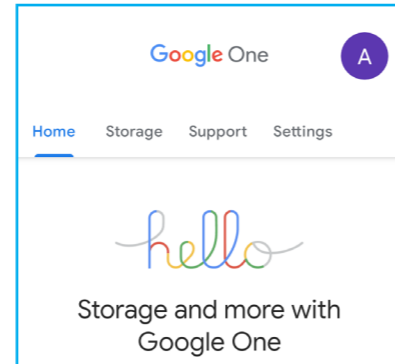 Google One
A
Home Storage Support Settings
hello
Storage and more with
Google One